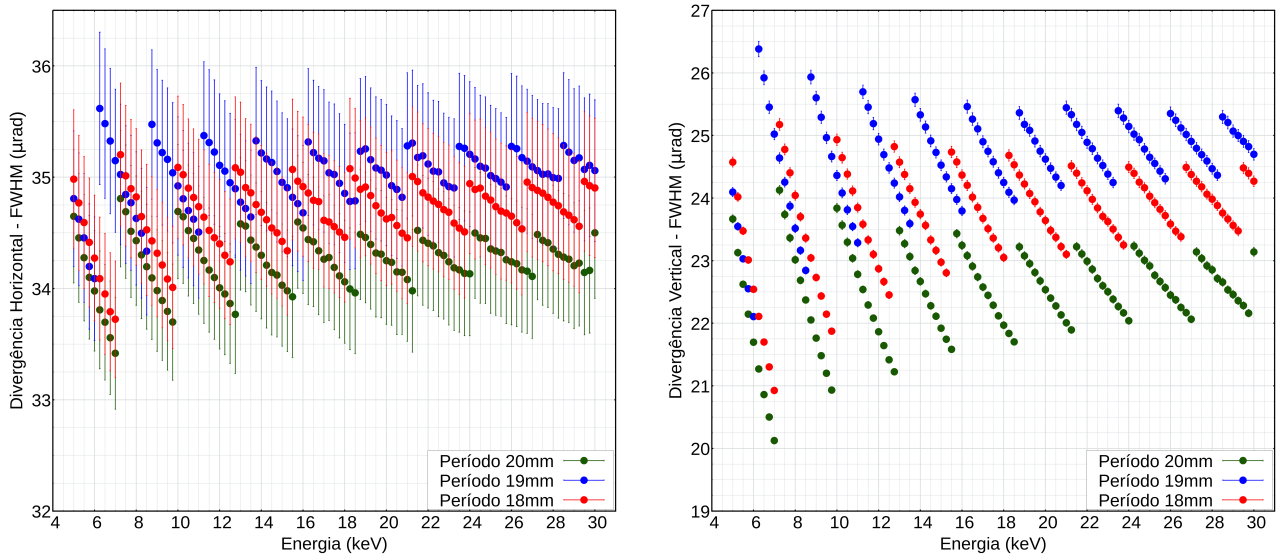 Divergência Horizontal - FWHM (μrad)
36
35
34
33
32
4 6 8 10 12 14 16 18 20 22 24 26 28 30
Energia (keV)
Período 20mm
Período 19mm
Período 18mm
Divergência Vertical - FWHM (μrad)
27
26
25
24
23
22
21
20
19
4 6 8 10 12 14 16 18 20 22 24 26 28 30
Energia (keV)
Período 20mm
Período 19mm
Período 18mm